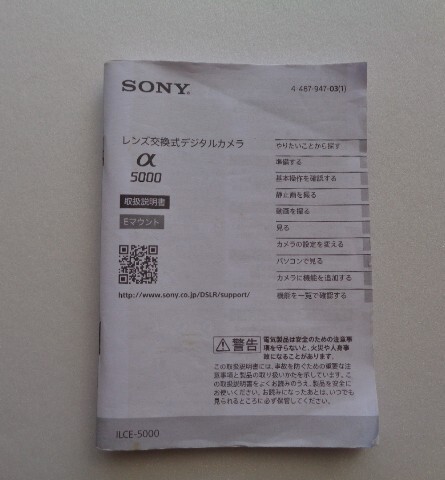 SONY
4-487-947-03(1)
レンズ交換式デジタルカメラ
α
5000
取扱説明書
Eマウント
http://www.sony.co.jp/DSLR/support/
やりたいことから探す
準備する
基本操作を確認する
静止画を撮る
動画を撮る
見る
カメラの設定を変える
パソコンで見る
カメラに機能を追加する
機能を一覧で確認する
警告
電気製品は安全のための注意事
項を守らないと、火災や人身事
故になることがあります。
この取扱説明書には、事故を防ぐための重要な注
意事項と製品の取り扱いかたを示しています。こ
の取扱説明書をよくお読みのうえ、製品を安全に
お使いください。お読みになったあとは、いつでも
見られるところに必ず保管してください。
ILCE-5000